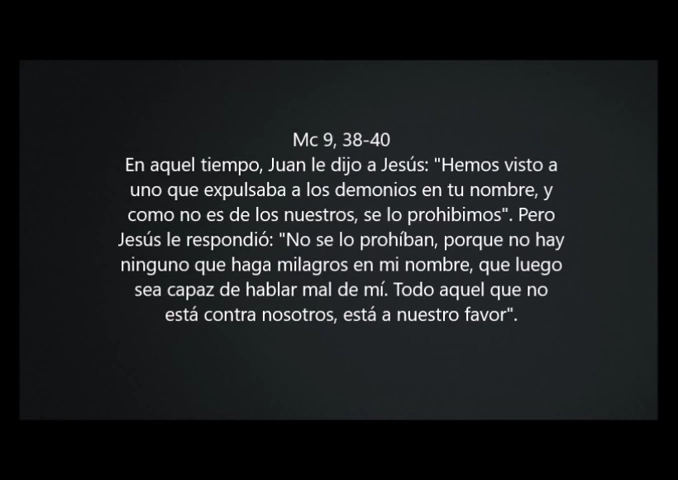 Mc 9, 38-40
En aquel tiempo, Juan le dijo a Jesús: "Hemos visto a
uno que expulsaba a los demonios en tu nombre, y
como no es de los nuestros, se lo prohibimos". Pero
Jesús le respondió: "No se lo prohíban, porque no hay
ninguno que haga milagros en mi nombre, que luego
sea capaz de hablar mal de mí. Todo aquel que no
está contra nosotros, está a nuestro favor".